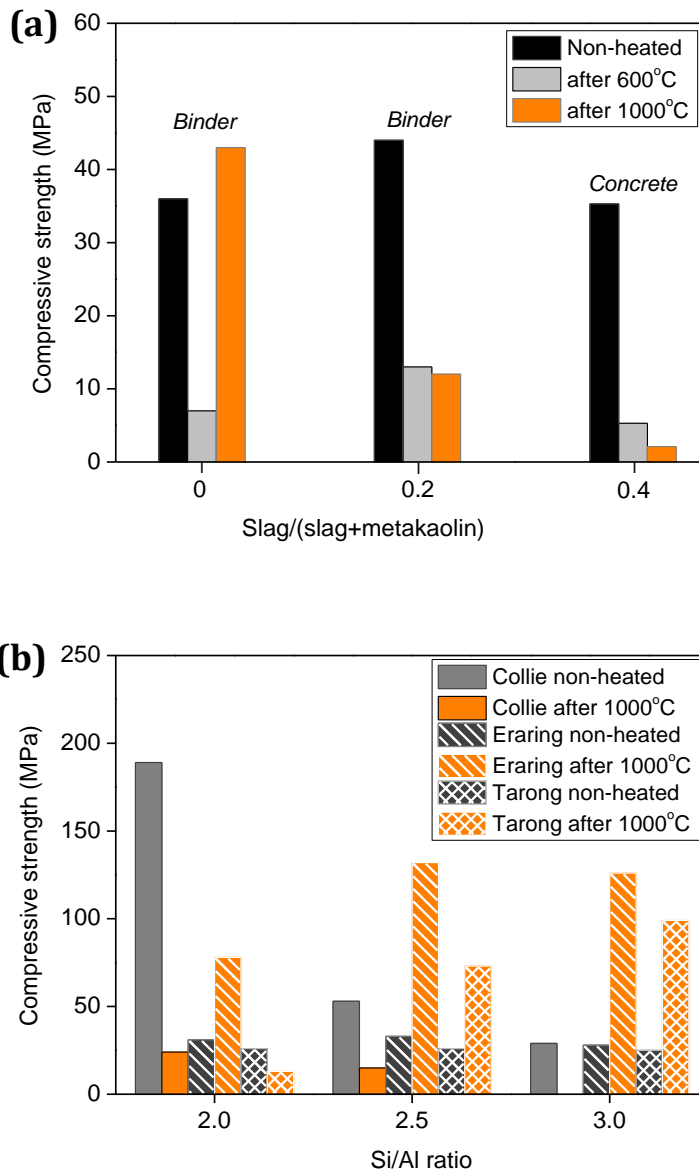 (a)
60
50
40
30
20
10
0
Compressive strength (MPa)
Non-heated
after 600°C
after 1000°C
Binder
Binder
Concrete
0 0.2 0.4
Slag/(slag+metakaolin)
(b)
250
200
150
100
50
0
Compressive strength (MPa)
Collie non-heated
Collie after 1000°C
Eraring non-heated
Eraring after 1000°C
Tarong non-heated
Tarong after 1000°C
2.0 2.5 3.0
Si/Al ratio